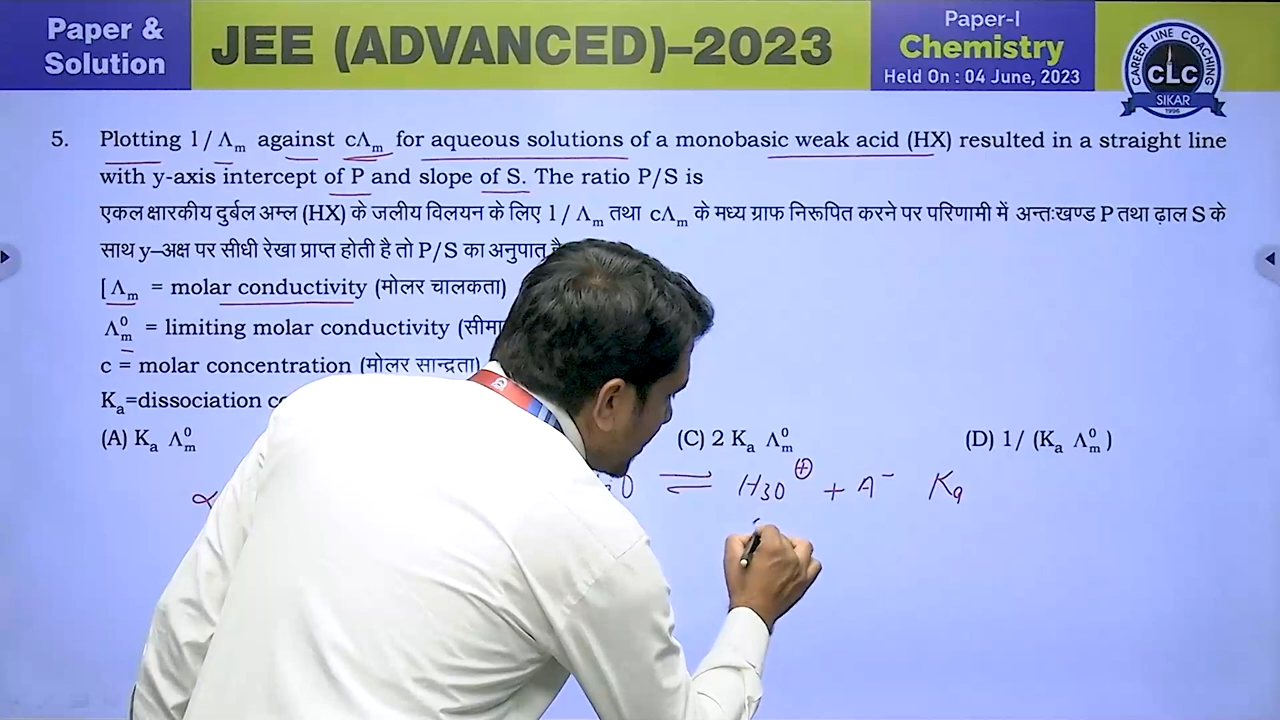 Paper &
Solution
JEE (ADVANCED)–2023
Paper-I
Chemistry
Held On : 04 June, 2023
CAREER LINE COACHING
CLC
SIKAR
1996
5. Plotting 1/Λm against cΛm for aqueous solutions of a monobasic weak acid (HX) resulted in a straight line
with y-axis intercept of P and slope of S. The ratio P/S is
एकल क्षारकीय दुर्बल अम्ल (HX) के जलीय विलयन के लिए 1/Λm तथा cΛm के मध्य ग्राफ निरूपित करने पर परिणामी में अन्तःखण्ड P तथा ढ़ाल S के
साथ y–अक्ष पर सीधी रेखा प्राप्त होती है तो P/S का अनुपात
[Λm = molar conductivity (मोलर चालकता)
Λ⁰m = limiting molar conductivity
c = molar concentration (मोलर सान्द्रता)
Ka=dissociation
(A) Ka Λ⁰m (C) 2 Ka Λ⁰m (D) 1/ (Ka Λ⁰m)
⇌ H3O⊕ + A⁻ Ka